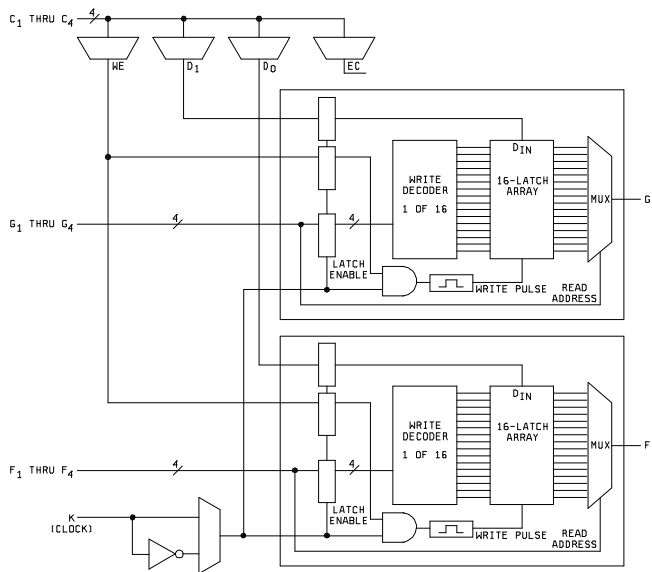 C1 THRU C4
4
WE
D1
D0
EC
DIN
WRITE
DECODER
1 OF 16
16-LATCH
ARRAY
MUX
G
G1 THRU G4
4
4
LATCH
ENABLE
WRITE PULSE
READ
ADDRESS
DIN
WRITE
DECODER
1 OF 16
16-LATCH
ARRAY
MUX
F
F1 THRU F4
4
4
K
(CLOCK)
LATCH
ENABLE
WRITE PULSE
READ
ADDRESS